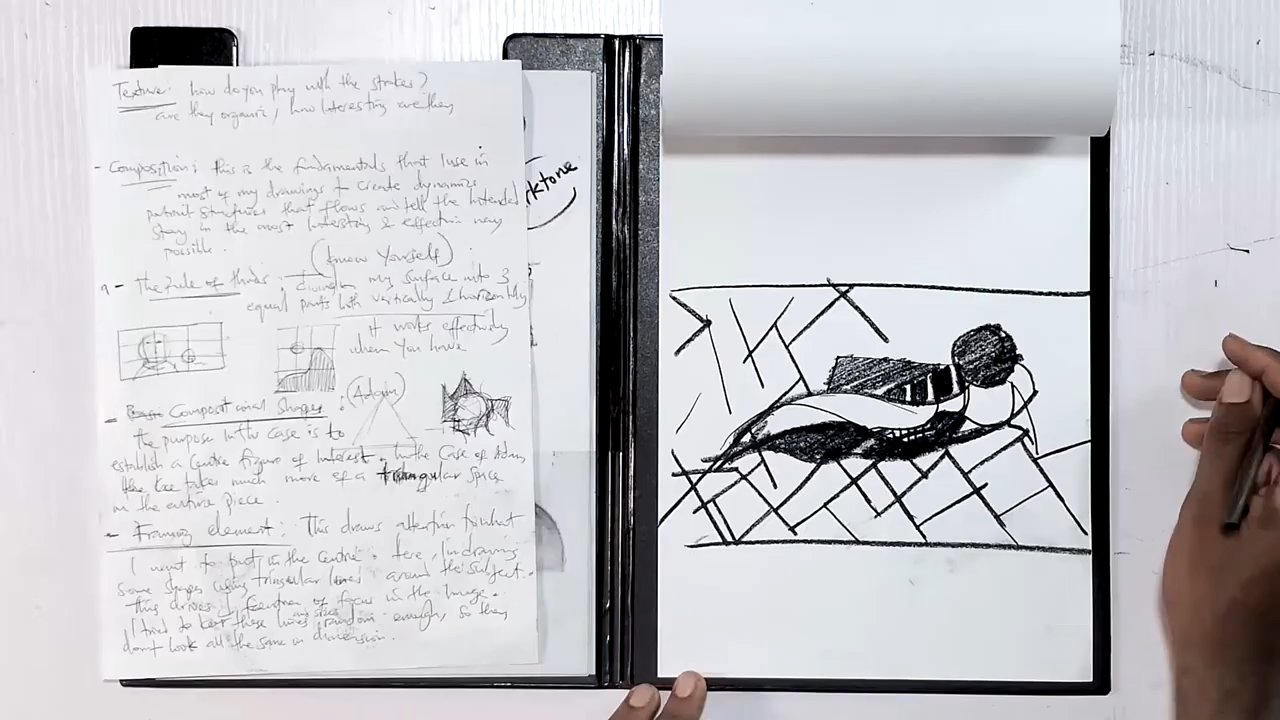 Texture: how do you play with the strokes?
are they organic, how interesting are they
- Composition: this is the fundamentals that I use in
most of my drawings to create dynamic
structures that flows and tell the intended
story in the most interesting & effective way
possible.
(know yourself)
- The rule of thirds: my surface into 3
equal parts both vertically & horizontally
It works effectively
when you have
- Compositional Shapes: (Adam)
the purpose in this case is to
establish a centre figure of interest. In the case of Adam,
the takes much more of a triangular space
in the entire piece.
- Framing element: This draws attention to what
I want to put in the centre. here, I'm drawing
some shapes using triangular lines around the subject.
This drives of focus in the image.
I tried to keep these lines and sizes random enough, so they
don't look all the same in dimension.
rktone